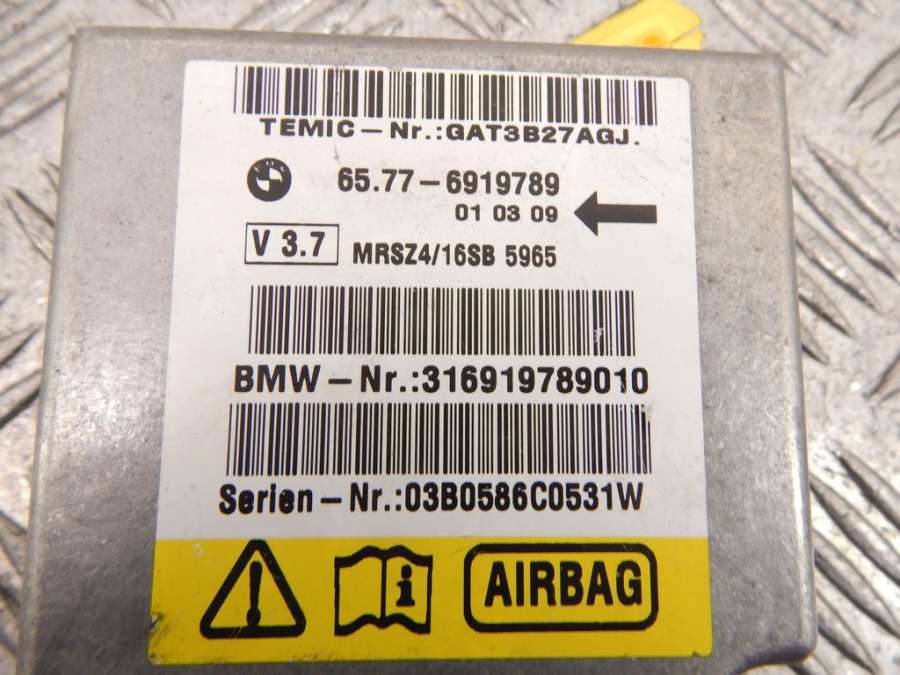 TEMIC-Nr.:GAT3B27AGJ.
65.77-6919789
01 03 09
V 3.7 MRSZ4/16SB 5965
BMW-Nr.:316919789010
Serien-Nr.:03B0586C0531W
i AIRBAG